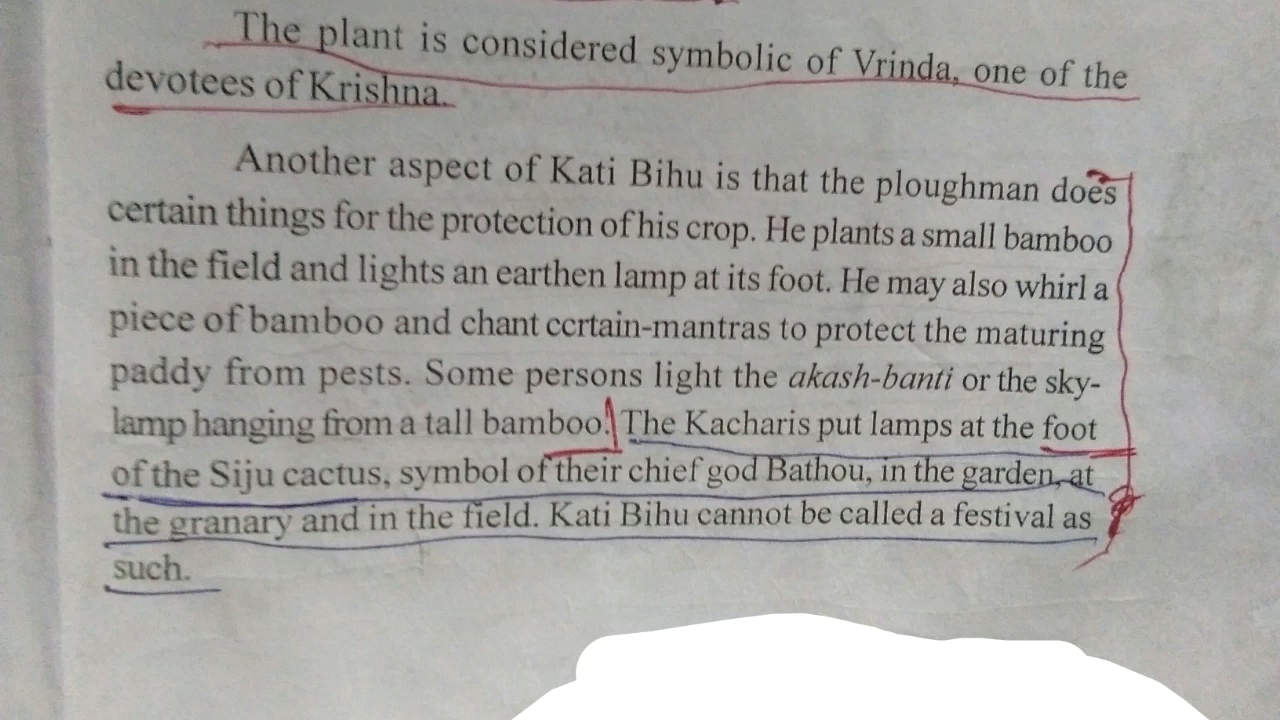 The plant is considered symbolic of Vrinda, one of the
devotees of Krishna.
Another aspect of Kati Bihu is that the ploughman does
certain things for the protection of his crop. He plants a small bamboo
in the field and lights an earthen lamp at its foot. He may also whirl a
piece of bamboo and chant ccrtain-mantras to protect the maturing
paddy from pests. Some persons light the akash-banti or the sky-
lamp hanging from a tall bamboo. The Kacharis put lamps at the foot
of the Siju cactus, symbol of their chief god Bathou, in the garden, at
the granary and in the field. Kati Bihu cannot be called a festival as
such.